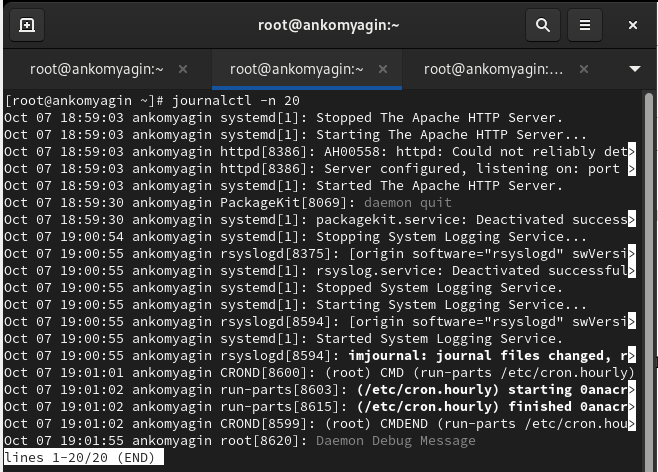 root@ankomyagin:~
root@ankomyagin:~ root@ankomyagin:~ root@ankomyagin:...
[root@ankomyagin ~]# journalctl -n 20
Oct 07 18:59:03 ankomyagin systemd[1]: Stopped The Apache HTTP Server.
Oct 07 18:59:03 ankomyagin systemd[1]: Starting The Apache HTTP Server...
Oct 07 18:59:03 ankomyagin httpd[8386]: AH00558: httpd: Could not reliably det>
Oct 07 18:59:03 ankomyagin httpd[8386]: Server configured, listening on: port >
Oct 07 18:59:03 ankomyagin systemd[1]: Started The Apache HTTP Server.
Oct 07 18:59:30 ankomyagin PackageKit[8069]: daemon quit
Oct 07 18:59:30 ankomyagin systemd[1]: packagekit.service: Deactivated success>
Oct 07 19:00:54 ankomyagin systemd[1]: Stopping System Logging Service...
Oct 07 19:00:55 ankomyagin rsyslogd[8375]: [origin software="rsyslogd" swVersi>
Oct 07 19:00:55 ankomyagin systemd[1]: rsyslog.service: Deactivated successful>
Oct 07 19:00:55 ankomyagin systemd[1]: Stopped System Logging Service.
Oct 07 19:00:55 ankomyagin systemd[1]: Starting System Logging Service...
Oct 07 19:00:55 ankomyagin rsyslogd[8594]: [origin software="rsyslogd" swVersi>
Oct 07 19:00:55 ankomyagin systemd[1]: Started System Logging Service.
Oct 07 19:00:55 ankomyagin rsyslogd[8594]: imjournal: journal files changed, r>
Oct 07 19:01:01 ankomyagin CROND[8600]: (root) CMD (run-parts /etc/cron.hourly)
Oct 07 19:01:02 ankomyagin run-parts[8603]: (/etc/cron.hourly) starting 0anacr>
Oct 07 19:01:02 ankomyagin run-parts[8615]: (/etc/cron.hourly) finished 0anacr>
Oct 07 19:01:02 ankomyagin CROND[8599]: (root) CMDEND (run-parts /etc/cron.hou>
Oct 07 19:01:55 ankomyagin root[8620]: Daemon Debug Message
lines 1-20/20 (END)